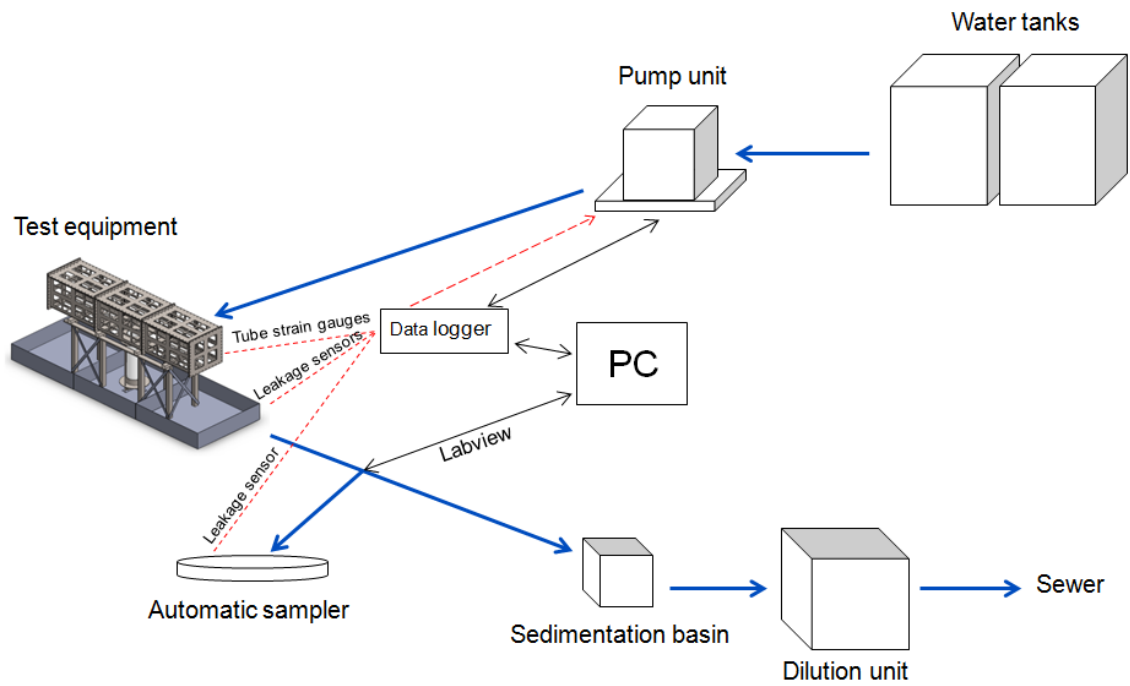 Water tanks
Pump unit
Test equipment
Tube strain gauges
Data logger
Leakage sensors
PC
Labview
Leakage sensor
Automatic sampler
Sedimentation basin
Sewer
Dilution unit